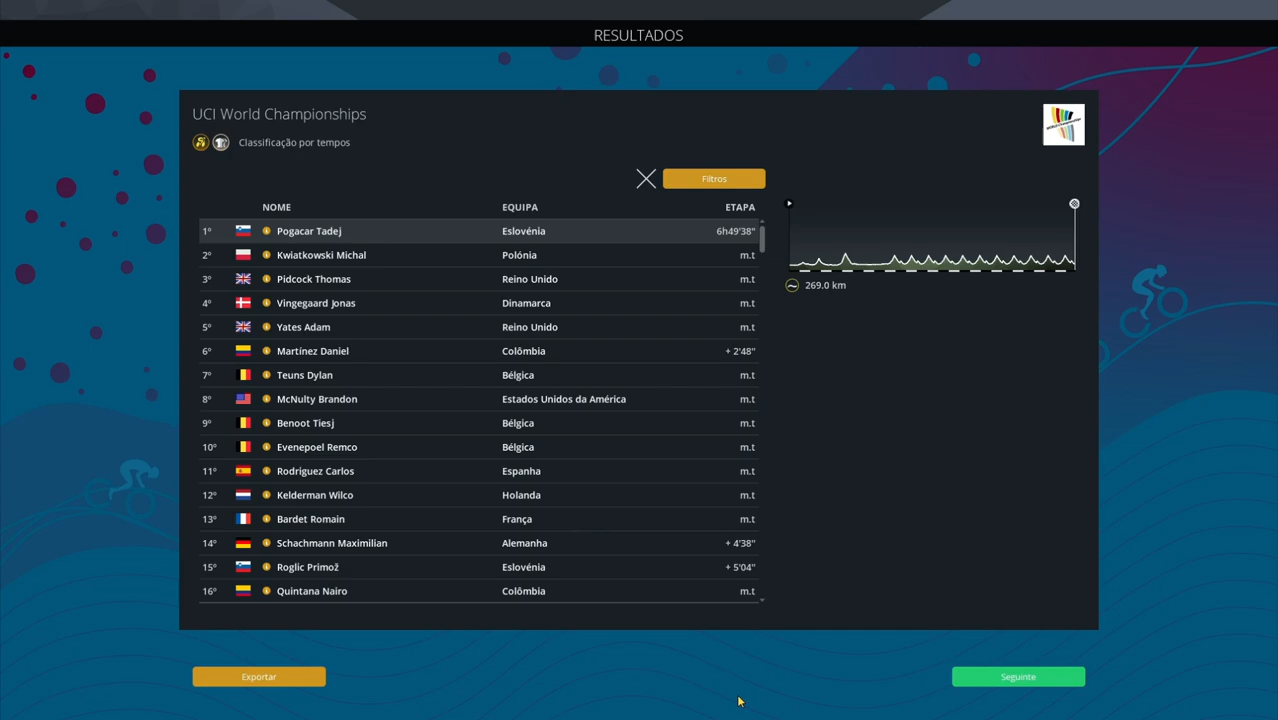 RESULTADOS
UCI World Championships
WORLD CHAMPIONSHIPS
Classificação por tempos
Filtros
NOME EQUIPA ETAPA
1º Pogacar Tadej Eslovénia 6h49'38''
2º Kwiatkowski Michal Polónia m.t
3º Pidcock Thomas Reino Unido m.t
4º Vingegaard Jonas Dinamarca m.t
5º Yates Adam Reino Unido m.t
6º Martínez Daniel Colômbia + 2'48''
7º Teuns Dylan Bélgica m.t
8º McNulty Brandon Estados Unidos da América m.t
9º Benoot Tiesj Bélgica m.t
10º Evenepoel Remco Bélgica m.t
11º Rodriguez Carlos Espanha m.t
12º Kelderman Wilco Holanda m.t
13º Bardet Romain França m.t
14º Schachmann Maximilian Alemanha + 4'38''
15º Roglic Primož Eslovénia + 5'04''
16º Quintana Nairo Colômbia m.t
269.0 km
Exportar
Seguinte